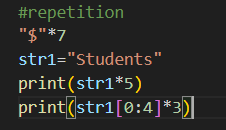 #repetition
"$"*7
str1="Students"
print(str1*5)
print(str1[0:4]*3)